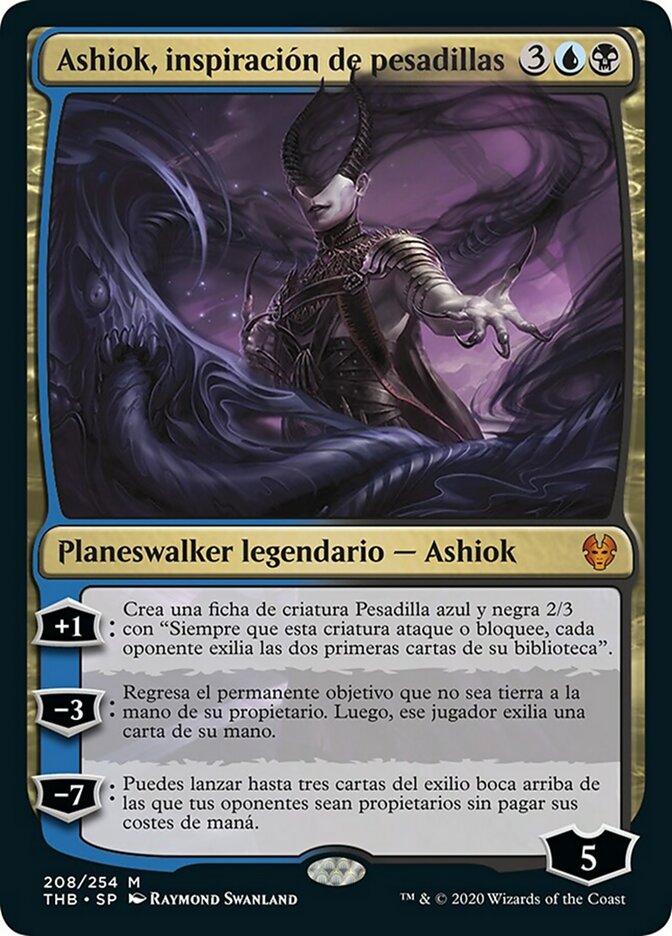 Ashiok, inspiración de pesadillas 3
Planeswalker legendario — Ashiok
+1 : Crea una ficha de criatura Pesadilla azul y negra 2/3
con “Siempre que esta criatura ataque o bloquee, cada
oponente exilia las dos primeras cartas de su biblioteca”.
−3 : Regresa el permanente objetivo que no sea tierra a la
mano de su propietario. Luego, ese jugador exilia una
carta de su mano.
−7 : Puedes lanzar hasta tres cartas del exilio boca arriba de
las que tus oponentes sean propietarios sin pagar sus
costes de maná.
5
208/254 M
THB • SP Raymond Swanland
™ & © 2020 Wizards of the Coast